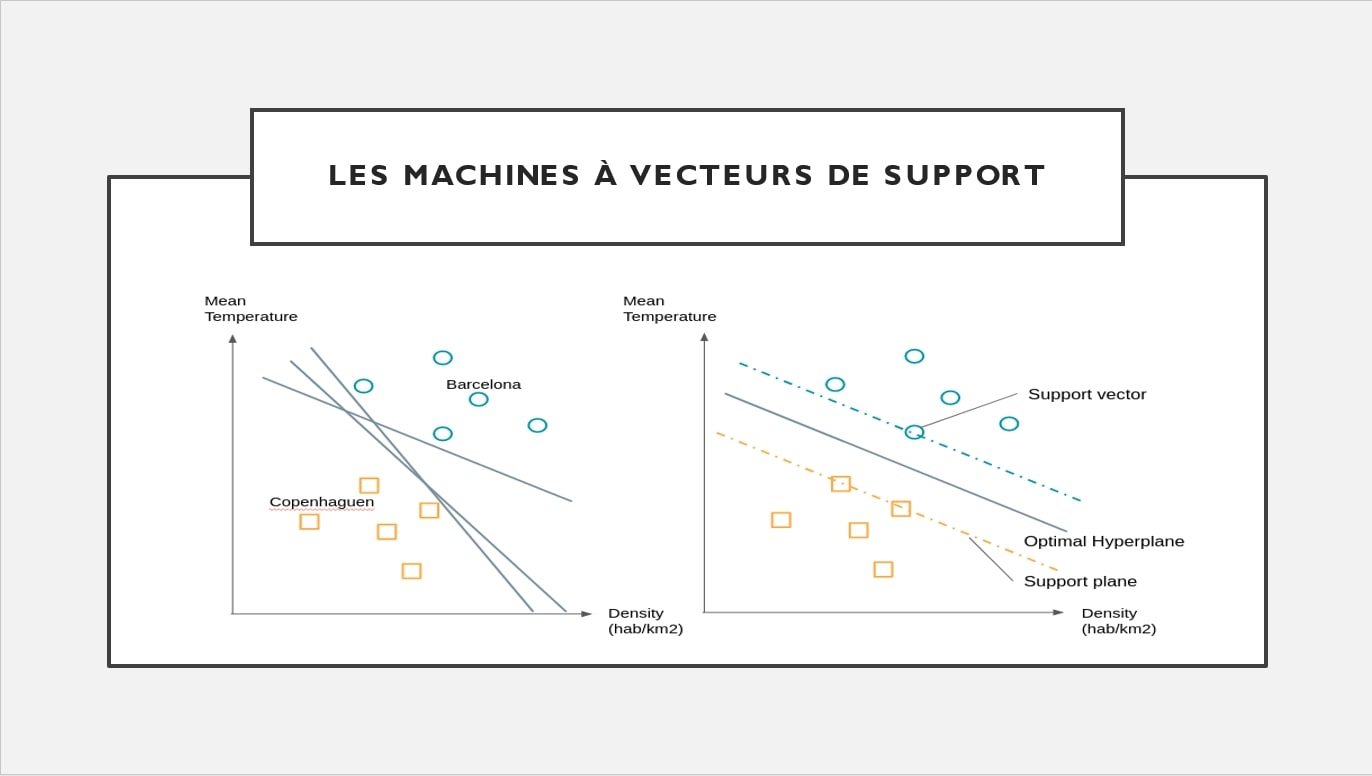 LES MACHINES À VECTEURS DE SUPPORT
Mean
Temperature
Barcelona
Copenhaguen
Density
(hab/km2)
Mean
Temperature
Support vector
Optimal Hyperplane
Support plane
Density
(hab/km2)